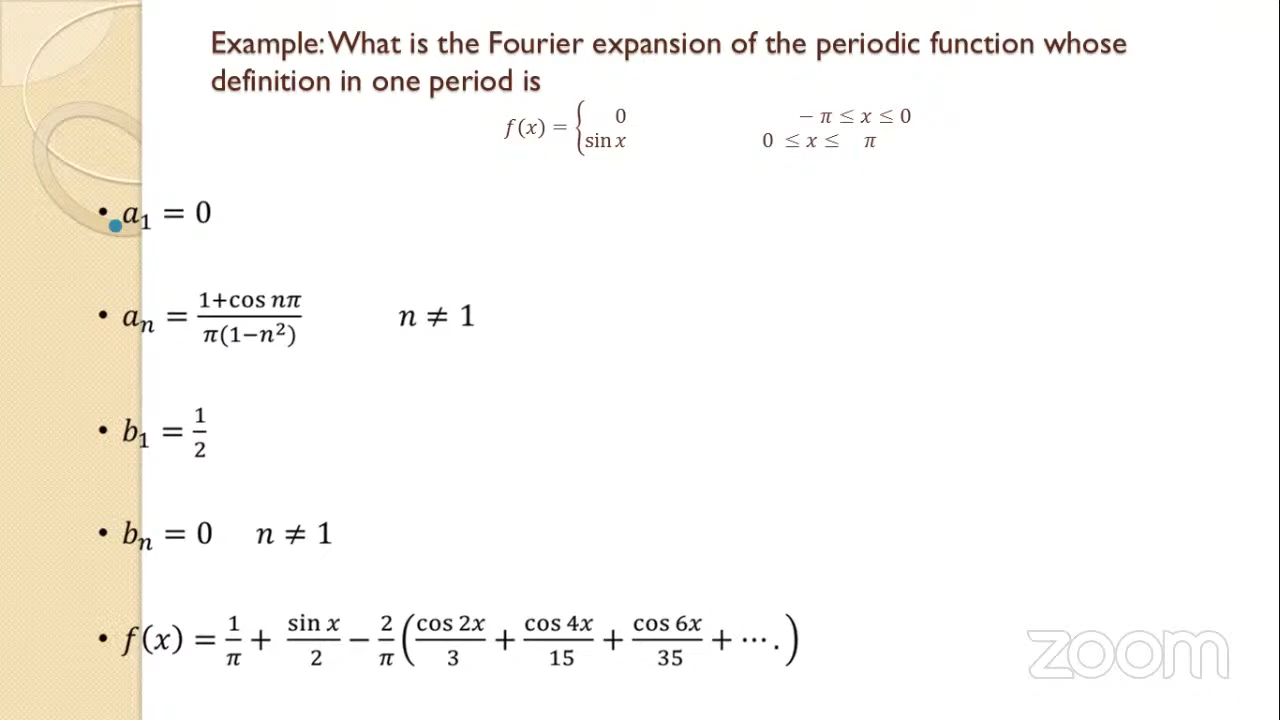 Example: What is the Fourier expansion of the periodic function whose
definition in one period is
f(x) = { 0 − π ≤ x ≤ 0
sin x 0 ≤ x ≤ π
• a₁ = 0
• aₙ = (1+cos nπ)/(π(1−n²)) n ≠ 1
• b₁ = 1/2
• bₙ = 0 n ≠ 1
• f(x) = 1/π + sin x/2 − 2/π (cos 2x/3 + cos 4x/15 + cos 6x/35 + ⋯.)
zoom